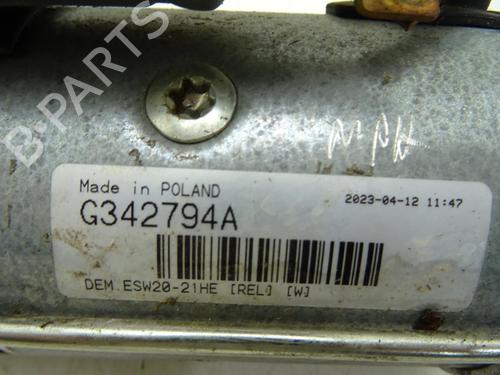 B-PARTS
Made in POLAND
2023-04-12 11:47
G342794A
DEM.ESW20-21HE [REL] [W]